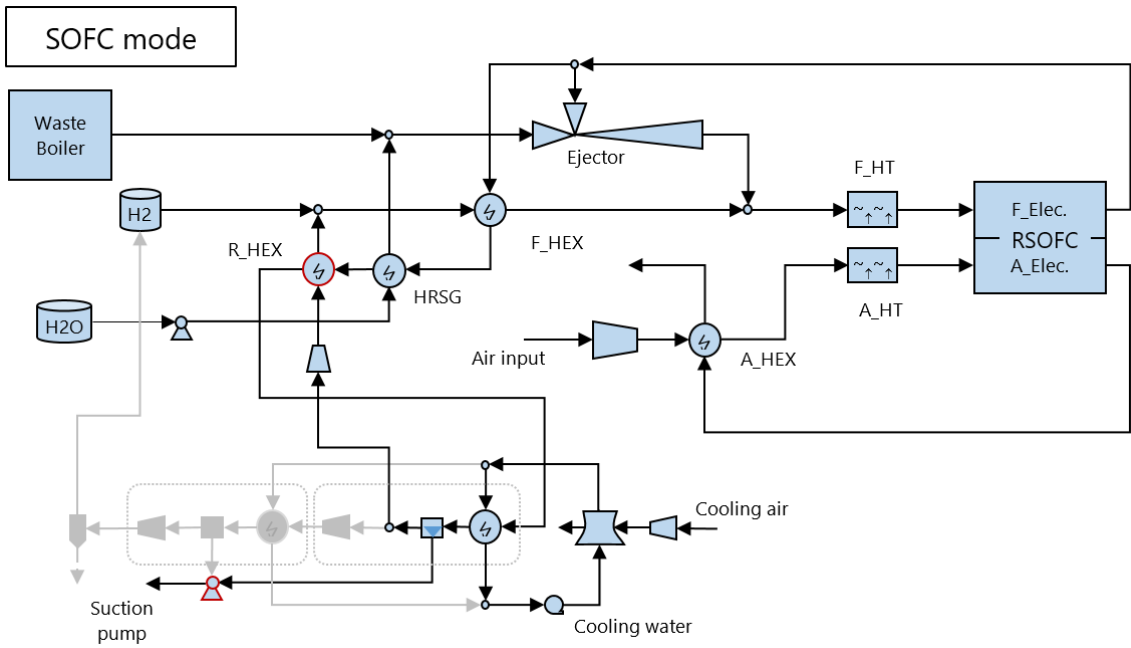 SOFC mode
Waste
Boiler
Ejector
F_HT
H2
F_Elec.
R_HEX
F_HEX
RSOFC
A_Elec.
HRSG
H2O
A_HT
Air input
A_HEX
Cooling air
Suction
pump
Cooling water